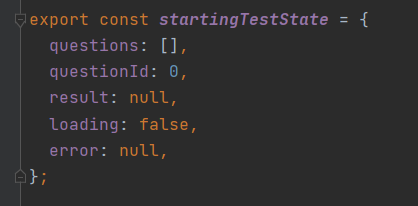 export const startingTestState = {
  questions: [],
  questionId: 0,
  result: null,
  loading: false,
  error: null,
};